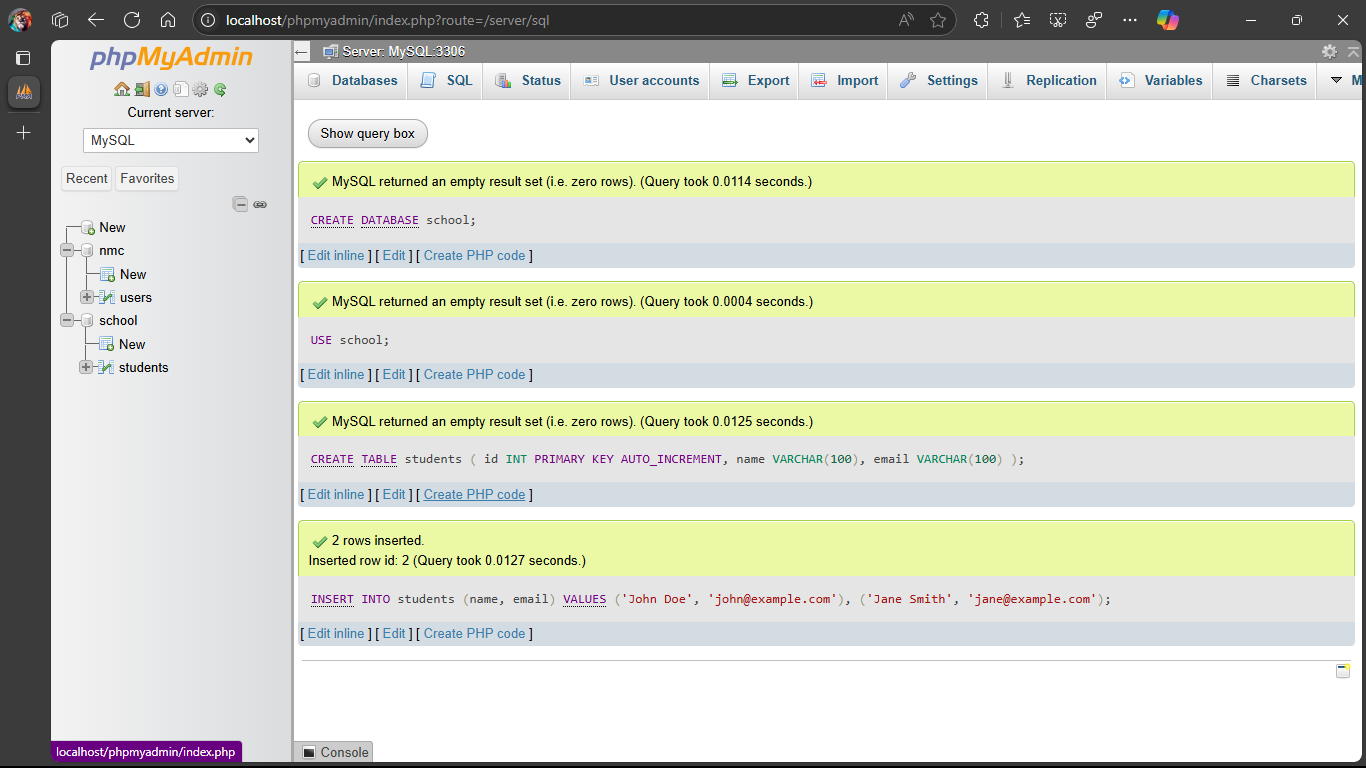 localhost/phpmyadmin/index.php?route=/server/sql
phpMyAdmin
Current server:
MySQL
Recent
Favorites
New
nmc
New
users
school
New
students
localhost/phpmyadmin/index.php
Server: MySQL:3306
Databases
SQL
Status
User accounts
Export
Import
Settings
Replication
Variables
Charsets
M
Show query box
MySQL returned an empty result set (i.e. zero rows). (Query took 0.0114 seconds.)
CREATE DATABASE school;
[ Edit inline ] [ Edit ] [ Create PHP code ]
MySQL returned an empty result set (i.e. zero rows). (Query took 0.0004 seconds.)
USE school;
[ Edit inline ] [ Edit ] [ Create PHP code ]
MySQL returned an empty result set (i.e. zero rows). (Query took 0.0125 seconds.)
CREATE TABLE students ( id INT PRIMARY KEY AUTO_INCREMENT, name VARCHAR(100), email VARCHAR(100) );
[ Edit inline ] [ Edit ] [ Create PHP code ]
2 rows inserted.
Inserted row id: 2 (Query took 0.0127 seconds.)
INSERT INTO students (name, email) VALUES ('John Doe', 'john@example.com'), ('Jane Smith', 'jane@example.com');
[ Edit inline ] [ Edit ] [ Create PHP code ]
Console